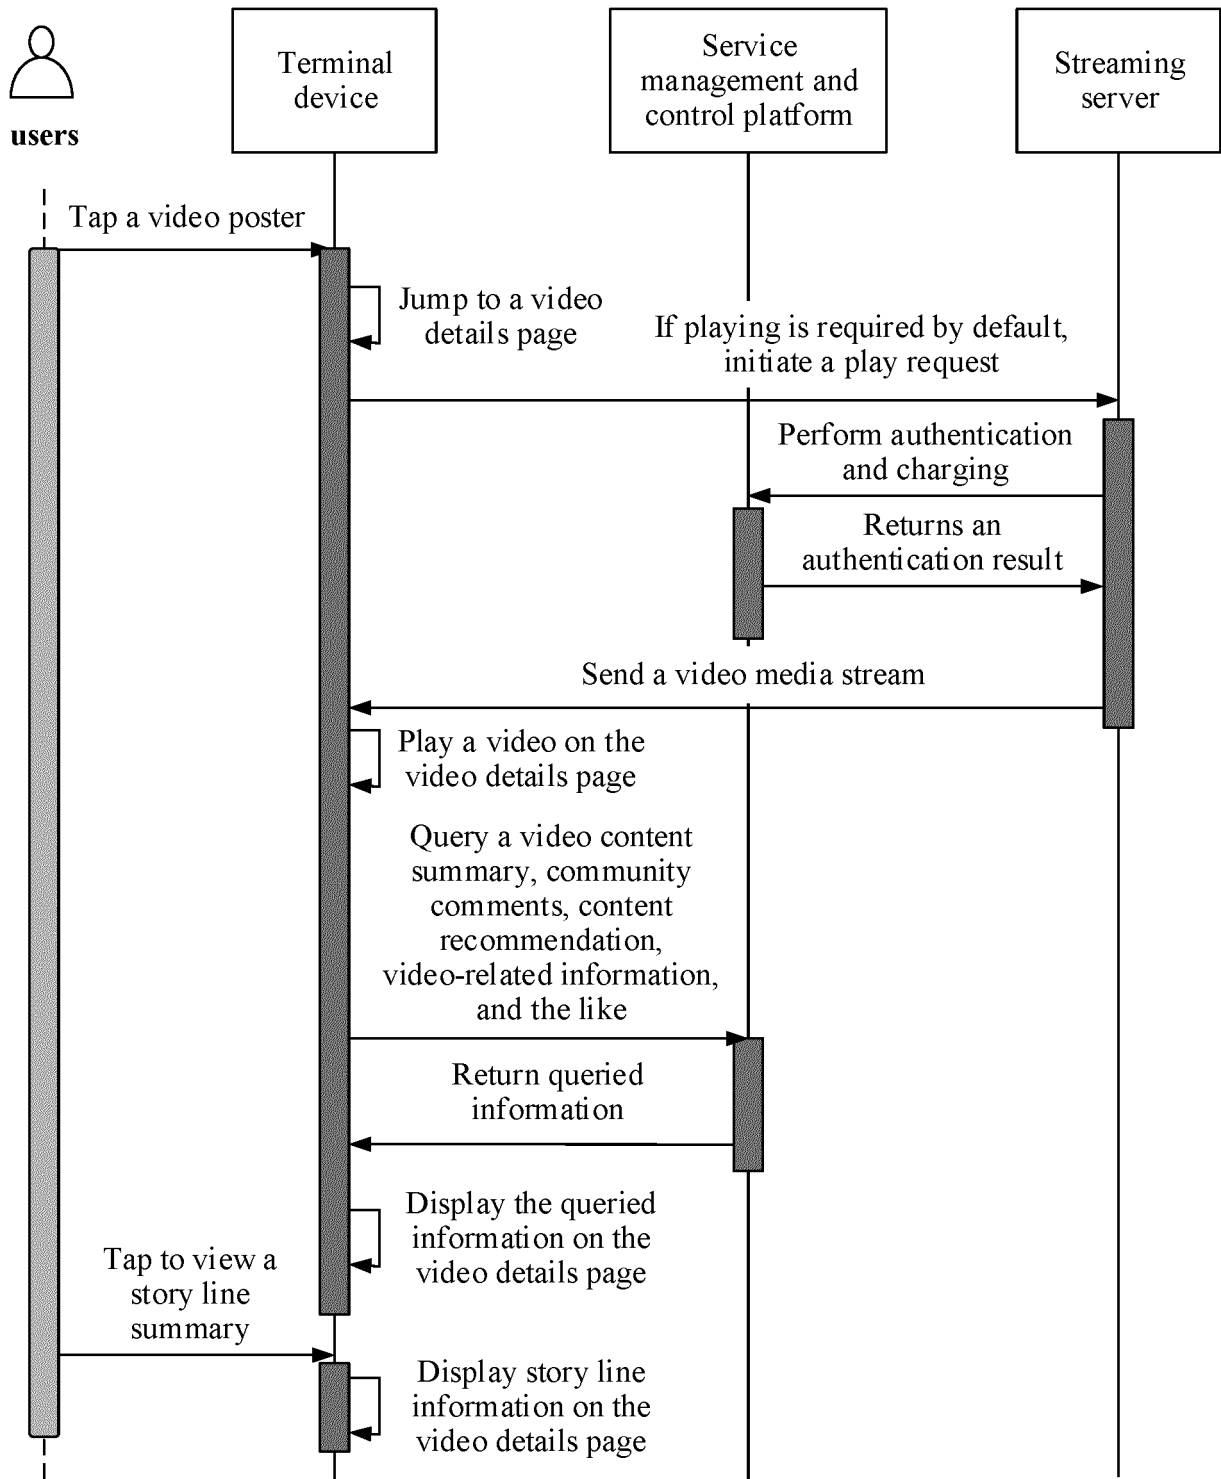 users
Terminal
device
Service
management and
control platform
Streaming
server
Tap a video poster
Jump to a video
details page
If playing is required by default,
initiate a play request
Perform authentication
and charging
Returns an
authentication result
Send a video media stream
Play a video on the
video details page
Query a video content
summary, community
comments, content
recommendation,
video-related information,
and the like
Return queried
information
Display the queried
information on the
video details page
Tap to view a
story line
summary
Display story line
information on the
video details page